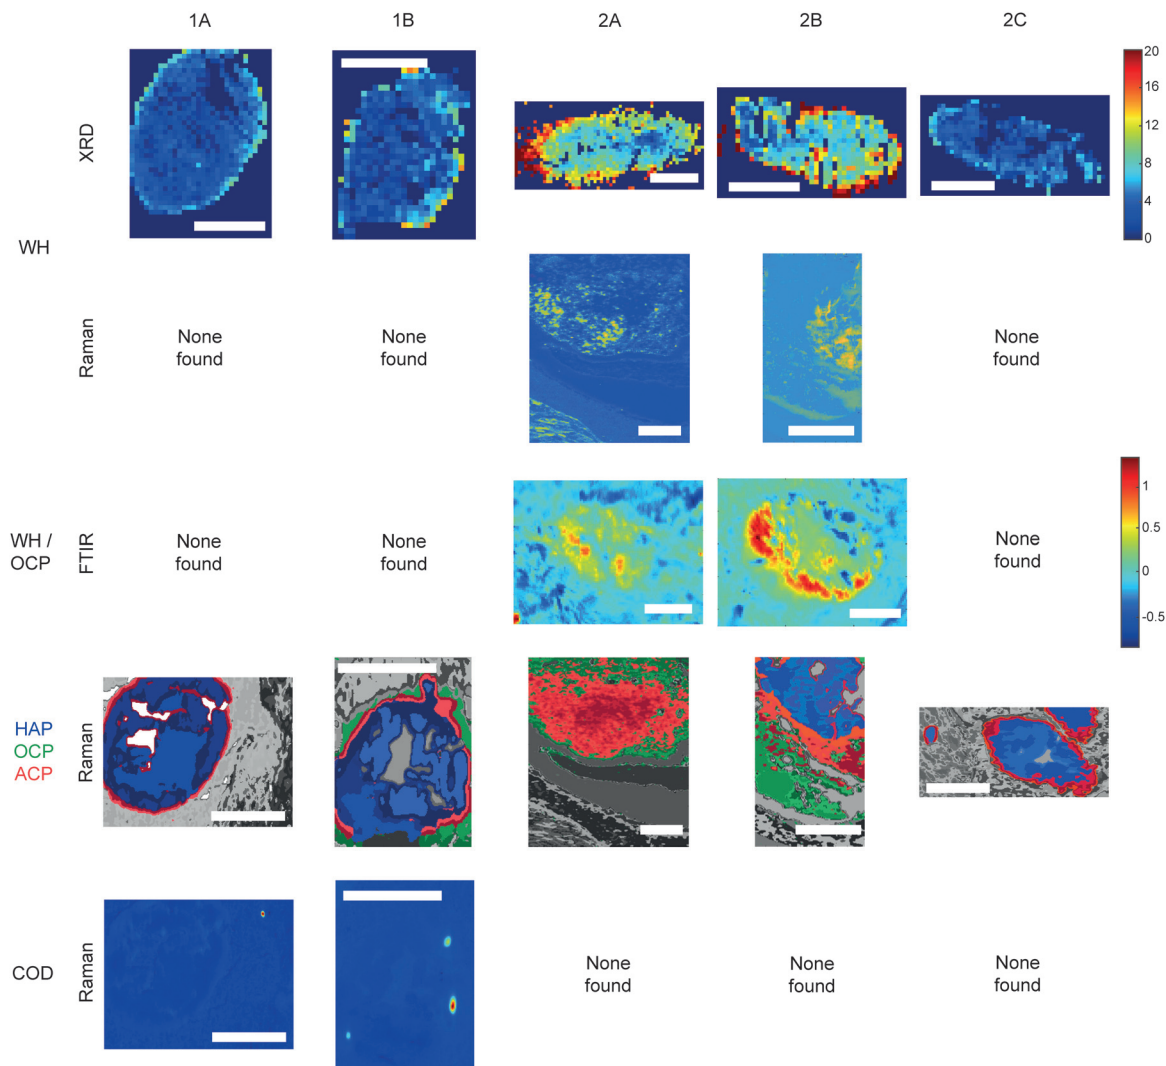 1A 1B 2A 2B 2C
XRD
20
16
12
8
4
0
WH
Raman
None
found
None
found
None
found
WH /
OCP
FTIR
None
found
None
found
None
found
1
0.5
0
-0.5
HAP
OCP
ACP
Raman
COD
Raman
None
found
None
found
None
found